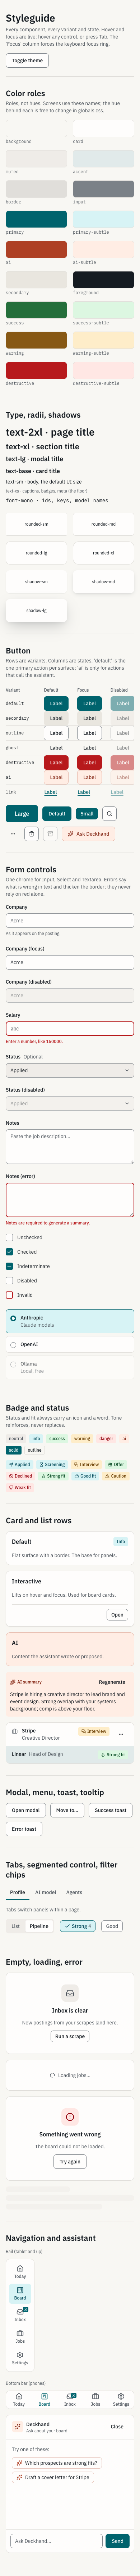 Styleguide
Every component, every variant and state. Hover and
Focus are live: hover any control, or press Tab. The
'Focus' column forces the keyboard focus ring.
Toggle theme
Color roles
Roles, not hues. Screens use these names; the hue
behind each is free to change in globals.css.
background
card
muted
accent
border
input
primary
primary-subtle
ai
ai-subtle
secondary
foreground
success
success-subtle
warning
warning-subtle
destructive
destructive-subtle
Type, radii, shadows
text-2xl · page title
text-xl · section title
text-lg · modal title
text-base · card title
text-sm · body, the default UI size
text-xs · captions, badges, meta (the floor)
font-mono · ids, keys, model names
rounded-sm
rounded-md
rounded-lg
rounded-xl
shadow-sm
shadow-md
shadow-lg
Button
Rows are variants. Columns are states. 'default' is the
one primary action per surface; 'ai' is only for actions
that call a model.
Variant Default Focus Disabled
default Label Label Label
secondary Label Label Label
outline Label Label Label
ghost Label Label Label
destructive Label Label Label
ai Label Label Label
link Label Label Label
Large Default Small
Ask Deckhand
Form controls
One chrome for Input, Select and Textarea. Errors say
what is wrong in text and thicken the border; they never
rely on red alone.
Company
Acme
As it appears on the posting.
Company (focus)
Acme
Company (disabled)
Acme
Salary
abc
Enter a number, like 150000.
Status Optional
Applied
Status (disabled)
Applied
Notes
Paste the job description...
Notes (error)
Notes are required to generate a summary.
Unchecked
Checked
Indeterminate
Disabled
Invalid
Anthropic
Claude models
OpenAI
Ollama
Local, free
Badge and status
Status and fit always carry an icon and a word. Tone
reinforces, never replaces.
neutral info success warning danger ai
solid outline
Applied Screening Interview Offer
Declined Strong fit Good fit Caution
Weak fit
Card and list rows
Default Info
Flat surface with a border. The base for panels.
Interactive
Lifts on hover and focus. Used for board cards.
Open
AI
Content the assistant wrote or proposed.
AI summary Regenerate
Stripe is hiring a creative director to lead brand and
event design. Strong overlap with your systems
background; comp is above your floor.
Stripe Interview
Creative Director
Linear Head of Design Strong fit
Modal, menu, toast, tooltip
Open modal Move to... Success toast
Error toast
Tabs, segmented control, filter
chips
Profile AI model Agents
Tabs switch panels within a page.
List Pipeline Strong 4 Good
Empty, loading, error
Inbox is clear
New postings from your scrapes land here.
Run a scrape
Loading jobs...
Something went wrong
The board could not be loaded.
Try again
Navigation and assistant
Rail (tablet and up)
Today
Board
3
Inbox
Jobs
Settings
Bottom bar (phones)
3
Today Board Inbox Jobs Settings
Deckhand Close
Ask about your board
Try one of these:
Which prospects are strong fits?
Draft a cover letter for Stripe
Ask Deckhand... Send